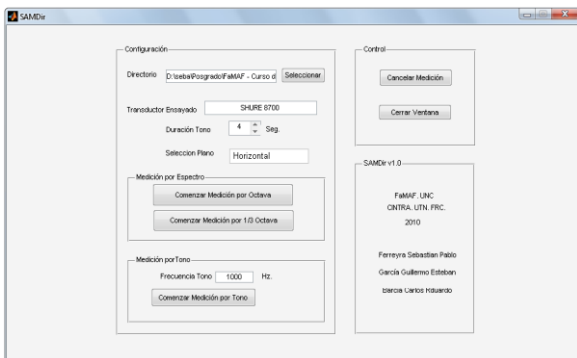 SAMDir
Configuración
Directorio D:\seba\Posgrado\FaMAF - Curso d Seleccionar
Transductor Ensayado SHURE 8700
Duración Tono 4 Seg.
Seleccion Plano Horizontal
Medición por Espectro
Comenzar Medición por Octava
Comenzar Medición por 1/3 Octava
Medición porTono
Frecuencia Tono 1000 Hz.
Comenzar Medición por Tono
Control
Cancelar Medición
Cerrar Ventana
SAMDir v1.0
FaMAF. UNC
CINTRA. UTN. FRC.
2010
Ferreyra Sebastian Pablo
García Guillermo Esteban
Carlos